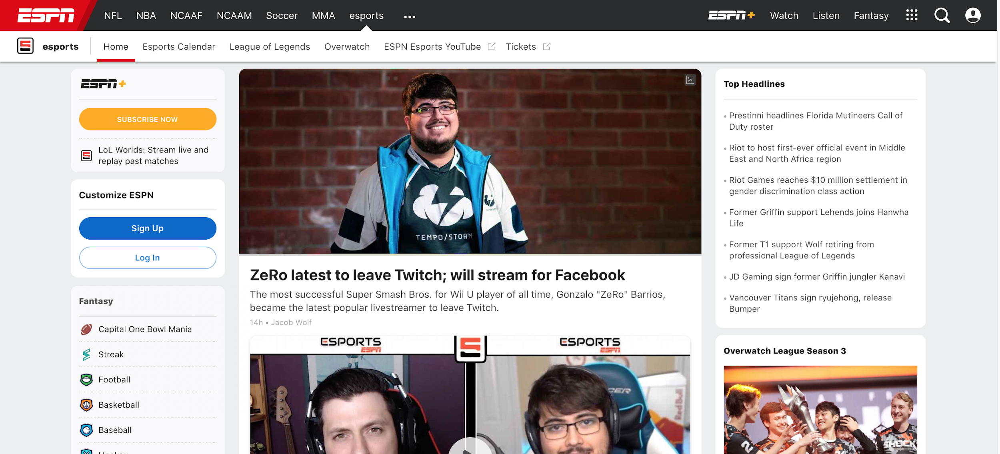 ESPN NFL NBA NCAAF NCAAM Soccer MMA esports ... ESPN+ Watch Listen Fantasy
esports Home Esports Calendar League of Legends Overwatch ESPN Esports YouTube Tickets
ESPN+
SUBSCRIBE NOW
LoL Worlds: Stream live and
replay past matches
Customize ESPN
Sign Up
Log In
Fantasy
Capital One Bowl Mania
Streak
Football
Basketball
Baseball
TEMPO/STORM
ZeRo latest to leave Twitch; will stream for Facebook
The most successful Super Smash Bros. for Wii U player of all time, Gonzalo "ZeRo" Barrios,
became the latest popular livestreamer to leave Twitch.
14h • Jacob Wolf
ESPORTS
ESPN
ESPORTS
ESPN
RedBull
Top Headlines
Prestinni headlines Florida Mutineers Call of
Duty roster
Riot to host first-ever official event in Middle
East and North Africa region
Riot Games reaches $10 million settlement in
gender discrimination class action
Former Griffin support Lehends joins Hanwha
Life
Former T1 support Wolf retiring from
professional League of Legends
JD Gaming sign former Griffin jungler Kanavi
Vancouver Titans sign ryujehong, release
Bumper
Overwatch League Season 3
SHOCK